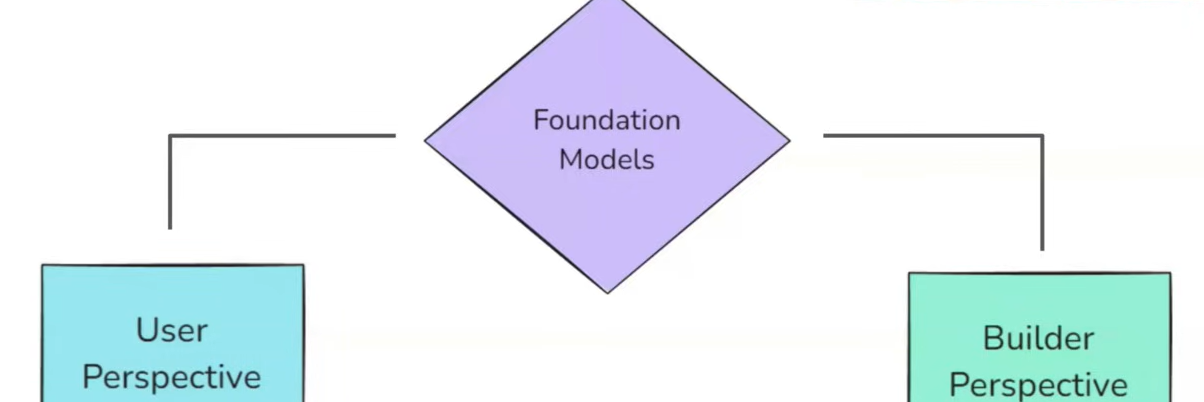 Foundation
Models
User
Perspective
Builder
Perspective